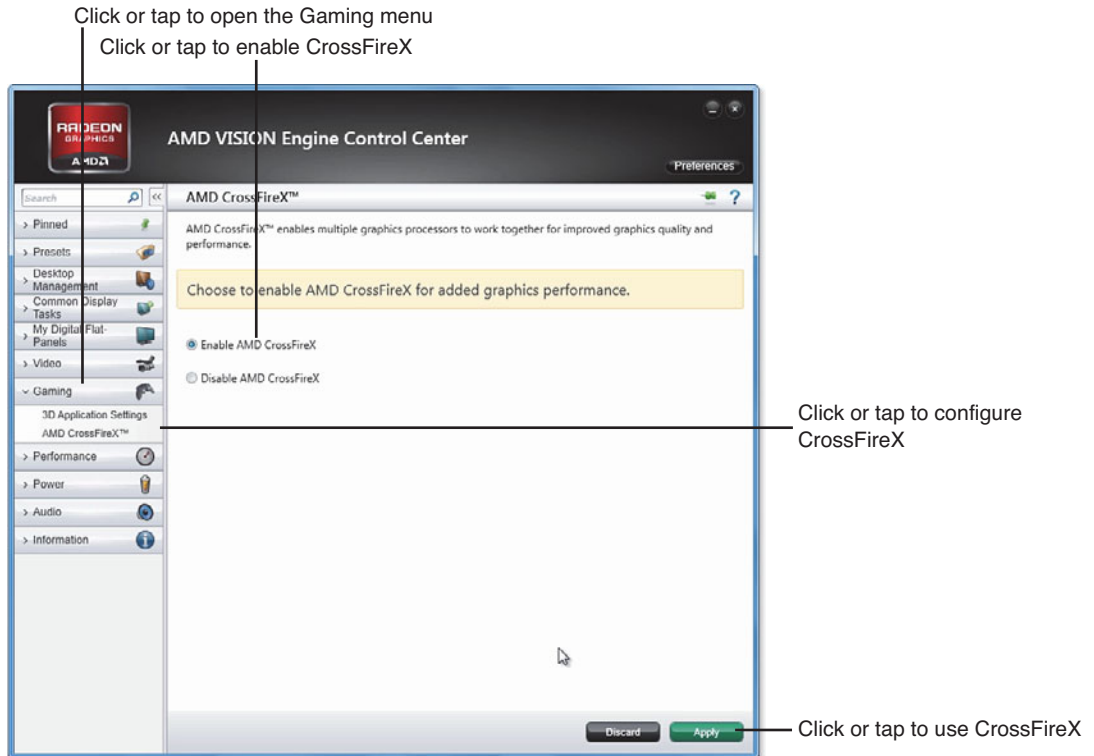 Click or tap to open the Gaming menu
Click or tap to enable CrossFireX
RADEON
GRAPHICS
AMD
AMD VISION Engine Control Center
Preferences
Search
<<
AMD CrossFireX™
?
> Pinned
> Presets
> Desktop
Management
> Common Display
Tasks
> My Digital Flat-
Panels
> Video
Gaming
3D Application Settings
AMD CrossFireX™
> Performance
> Power
> Audio
> Information
AMD CrossFireX™ enables multiple graphics processors to work together for improved graphics quality and
performance.
Choose to enable AMD CrossFireX for added graphics performance.
Enable AMD CrossFireX
Disable AMD CrossFireX
Click or tap to configure
CrossFireX
Discard
Apply
Click or tap to use CrossFireX